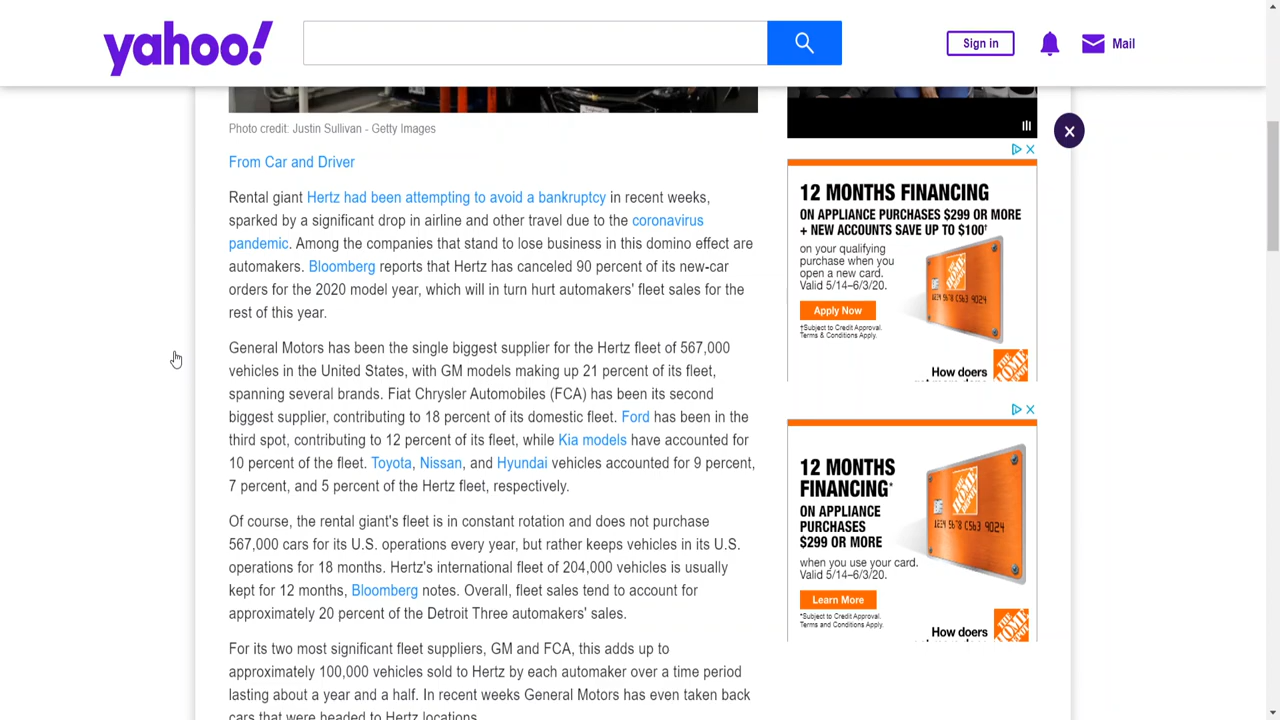 yahoo!
Sign in
Mail
Photo credit: Justin Sullivan - Getty Images
From Car and Driver
Rental giant Hertz had been attempting to avoid a bankruptcy in recent weeks,
sparked by a significant drop in airline and other travel due to the coronavirus
pandemic. Among the companies that stand to lose business in this domino effect are
automakers. Bloomberg reports that Hertz has canceled 90 percent of its new-car
orders for the 2020 model year, which will in turn hurt automakers' fleet sales for the
rest of this year.
General Motors has been the single biggest supplier for the Hertz fleet of 567,000
vehicles in the United States, with GM models making up 21 percent of its fleet,
spanning several brands. Fiat Chrysler Automobiles (FCA) has been its second
biggest supplier, contributing to 18 percent of its domestic fleet. Ford has been in the
third spot, contributing to 12 percent of its fleet, while Kia models have accounted for
10 percent of the fleet. Toyota, Nissan, and Hyundai vehicles accounted for 9 percent,
7 percent, and 5 percent of the Hertz fleet, respectively.
Of course, the rental giant's fleet is in constant rotation and does not purchase
567,000 cars for its U.S. operations every year, but rather keeps vehicles in its U.S.
operations for 18 months. Hertz's international fleet of 204,000 vehicles is usually
kept for 12 months, Bloomberg notes. Overall, fleet sales tend to account for
approximately 20 percent of the Detroit Three automakers' sales.
For its two most significant fleet suppliers, GM and FCA, this adds up to
approximately 100,000 vehicles sold to Hertz by each automaker over a time period
lasting about a year and a half. In recent weeks General Motors has even taken back
cars that were headed to Hertz locations.
12 MONTHS FINANCING
ON APPLIANCE PURCHASES $299 OR MORE
+ NEW ACCOUNTS SAVE UP TO $100†
on your qualifying
purchase when you
open a new card.
Valid 5/14–6/3/20.
Apply Now
†Subject to Credit Approval.
Terms & Conditions Apply.
THE HOME DEPOT
How doers
12 MONTHS
FINANCING*
ON APPLIANCE
PURCHASES
$299 OR MORE
when you use your card.
Valid 5/14–6/3/20.
Learn More
*Subject to Credit Approval.
Terms and Conditions Apply.
THE HOME DEPOT
How doers